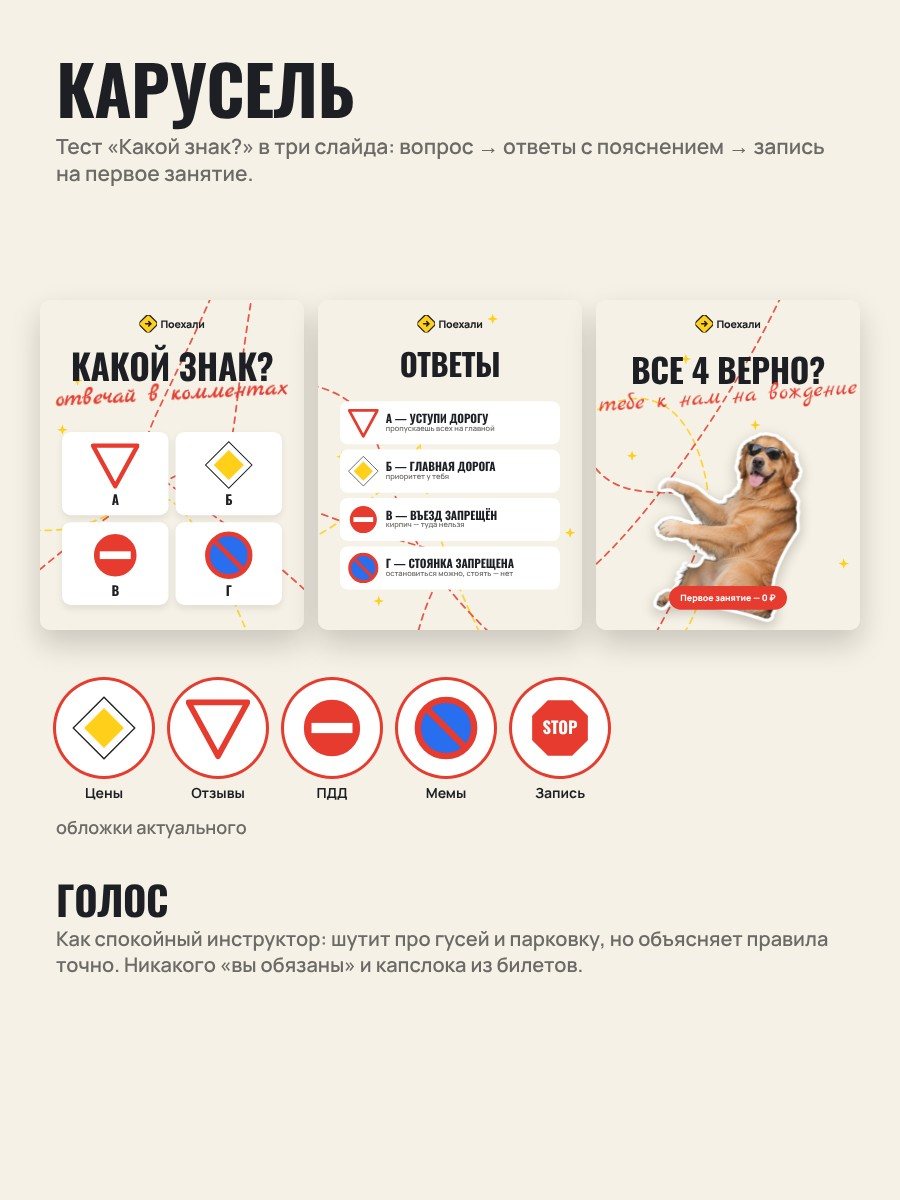 КАРУСЕЛЬ
Тест «Какой знак?» в три слайда: вопрос → ответы с пояснением → запись
на первое занятие.
Поехали
КАКОЙ ЗНАК?
отвечай в комментах
А
Б
В
Г
Поехали
ОТВЕТЫ
А — УСТУПИ ДОРОГУ
пропускаешь всех на главной
Б — ГЛАВНАЯ ДОРОГА
приоритет у тебя
В — ВЪЕЗД ЗАПРЕЩЁН
кирпич — туда нельзя
Г — СТОЯНКА ЗАПРЕЩЕНА
остановиться можно, стоять — нет
Поехали
ВСЕ 4 ВЕРНО?
тебе к нам на вождение
Первое занятие — 0 ₽
STOP
Цены
Отзывы
ПДД
Мемы
Запись
обложки актуального
ГОЛОС
Как спокойный инструктор: шутит про гусей и парковку, но объясняет правила
точно. Никакого «вы обязаны» и капслока из билетов.